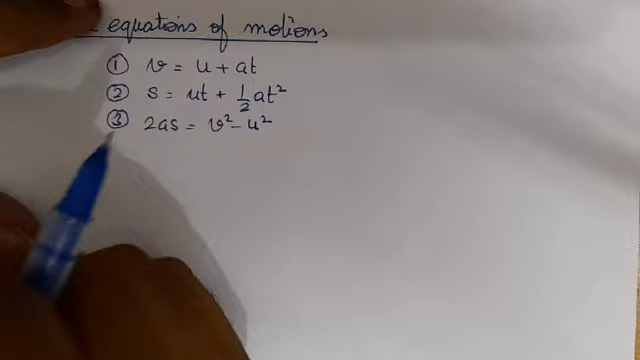 equations of motions
① v = u + at
② s = ut + 1/2 at²
③ 2as = v² - u²